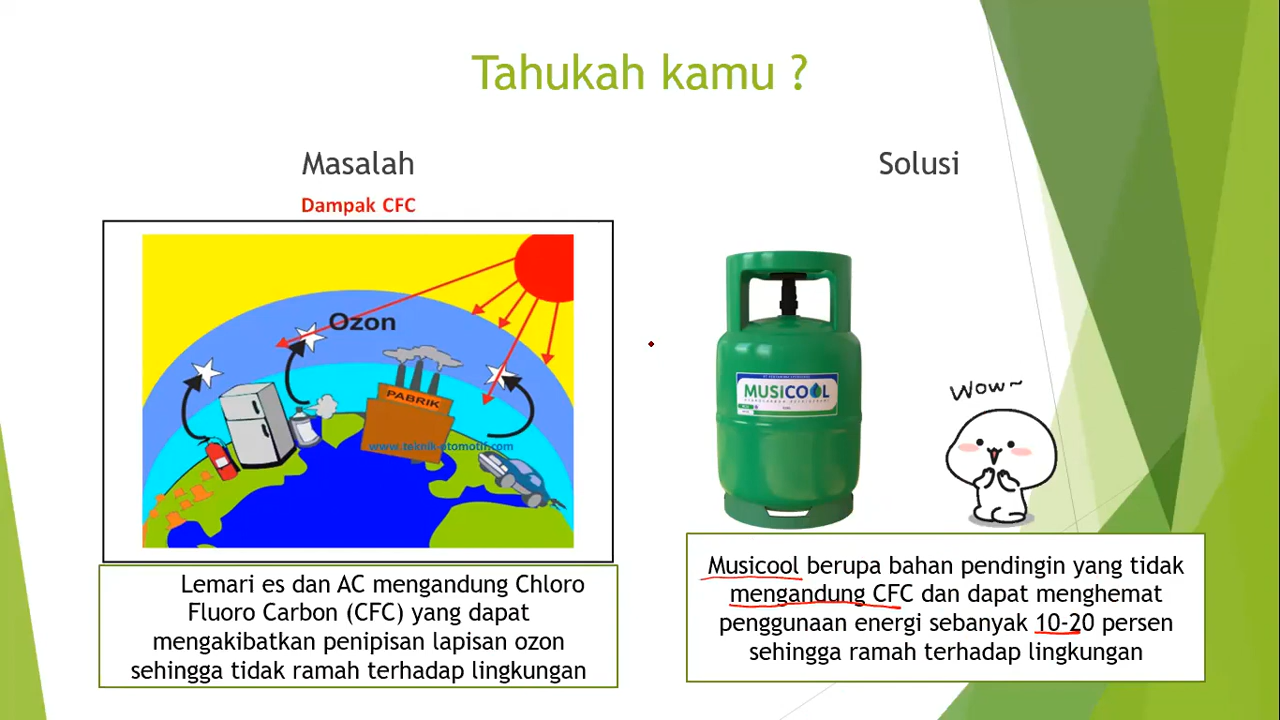 Tahukah kamu ?
Masalah
Dampak CFC
Ozon
PABRIK
www.teknik-otomotif.com
Lemari es dan AC mengandung Chloro
Fluoro Carbon (CFC) yang dapat
mengakibatkan penipisan lapisan ozon
sehingga tidak ramah terhadap lingkungan
Solusi
MUSICOOL
HYDROCARBON REFRIGERANT
Wow~
Musicool berupa bahan pendingin yang tidak
mengandung CFC dan dapat menghemat
penggunaan energi sebanyak 10-20 persen
sehingga ramah terhadap lingkungan